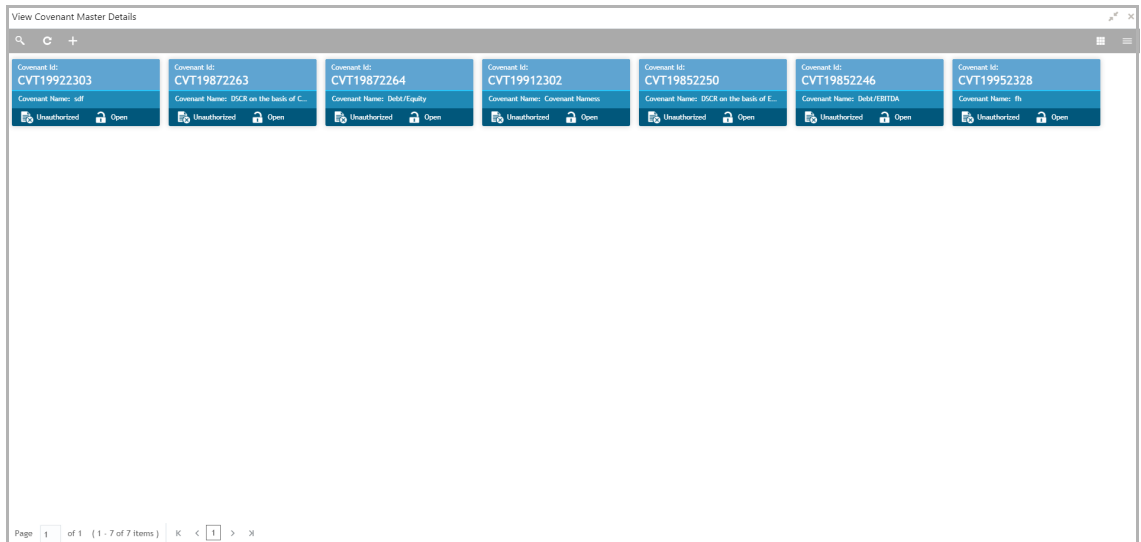 View Covenant Master Details
Covenant Id:
CVT19922303
Covenant Name: sdf
Unauthorized Open
Covenant Id:
CVT19872263
Covenant Name: DSCR on the basis of C...
Unauthorized Open
Covenant Id:
CVT19872264
Covenant Name: Debt/Equity
Unauthorized Open
Covenant Id:
CVT19912302
Covenant Name: Covenant Namess
Unauthorized Open
Covenant Id:
CVT19852250
Covenant Name: DSCR on the basis of E...
Unauthorized Open
Covenant Id:
CVT19852246
Covenant Name: Debt/EBITDA
Unauthorized Open
Covenant Id:
CVT19952328
Covenant Name: fh
Unauthorized Open
Page 1 of 1 (1 - 7 of 7 items) 1